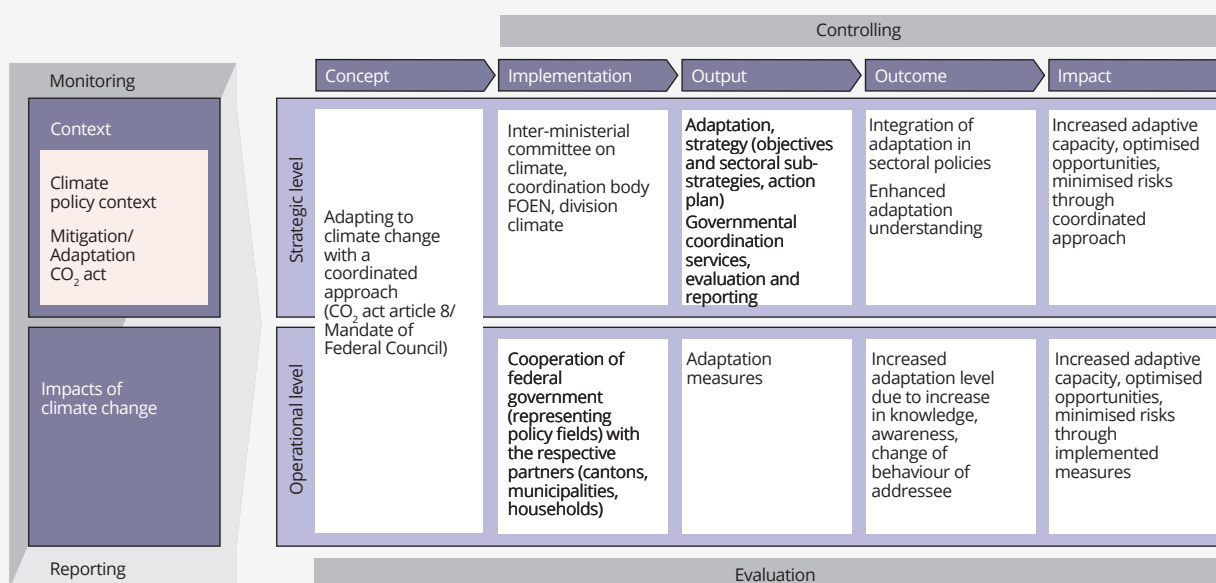 Controlling
Monitoring
Concept
Implementation
Output
Outcome
Impact
Context
Climate
policy context
Mitigation/
Adaptation
CO₂ act
Impacts of
climate change
Reporting
Strategic level
Operational level
Adapting to
climate change
with a
coordinated
approach
(CO₂ act article 8/
Mandate of
Federal Council)
Inter-ministerial
committee on
climate,
coordination body
FOEN, division
climate
Adaptation,
strategy (objectives
and sectoral sub-
strategies, action
plan)
Governmental
coordination
services,
evaluation and
reporting
Integration of
adaptation in
sectoral policies
Enhanced
adaptation
understanding
Increased adaptive
capacity, optimised
opportunities,
minimised risks
through
coordinated
approach
Cooperation of
federal
government
(representing
policy fields) with
the respective
partners (cantons,
municipalities,
households)
Adaptation
measures
Increased
adaptation level
due to increase
in knowledge,
awareness,
change of
behaviour of
addressee
Increased adaptive
capacity, optimised
opportunities,
minimised risks
through
implemented
measures
Evaluation